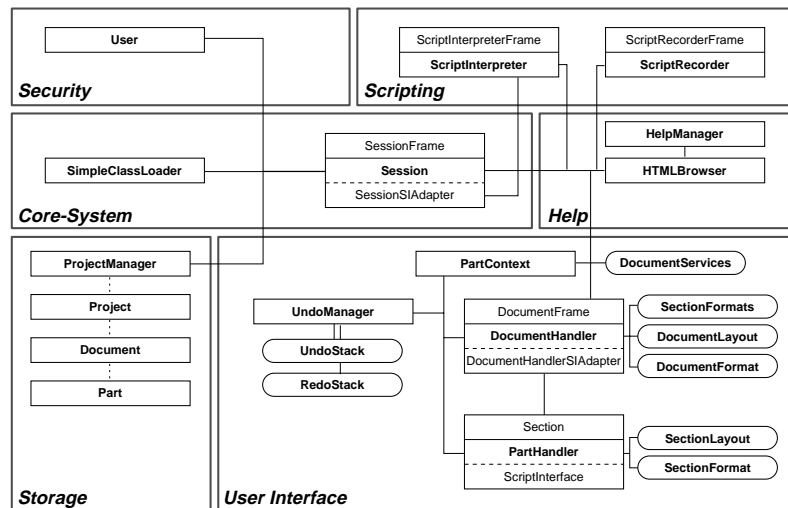 User
Security
ScriptInterpreterFrame
ScriptInterpreter
ScriptRecorderFrame
ScriptRecorder
Scripting
SimpleClassLoader
SessionFrame
Session
SessionSIAdapter
Core-System
HelpManager
HTMLBrowser
Help
ProjectManager
Project
Document
Part
Storage
PartContext
DocumentServices
UndoManager
UndoStack
RedoStack
DocumentFrame
DocumentHandler
DocumentHandlerSIAdapter
SectionFormats
DocumentLayout
DocumentFormat
Section
PartHandler
ScriptInterface
SectionLayout
SectionFormat
User Interface